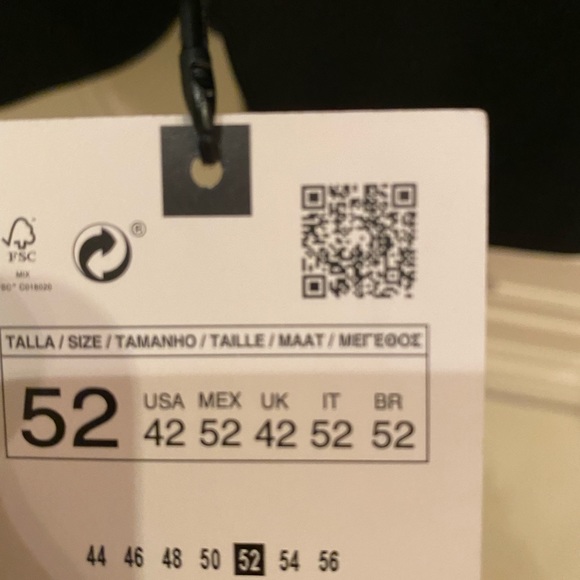 ®
FSC
MIX
TALLA / SIZE / TAMANHO / TAILLE / MAAT / ΜΕΓΕΘΟΣ
52
USA MEX UK IT BR
42 52 42 52 52
44 46 48 50 52 54 56